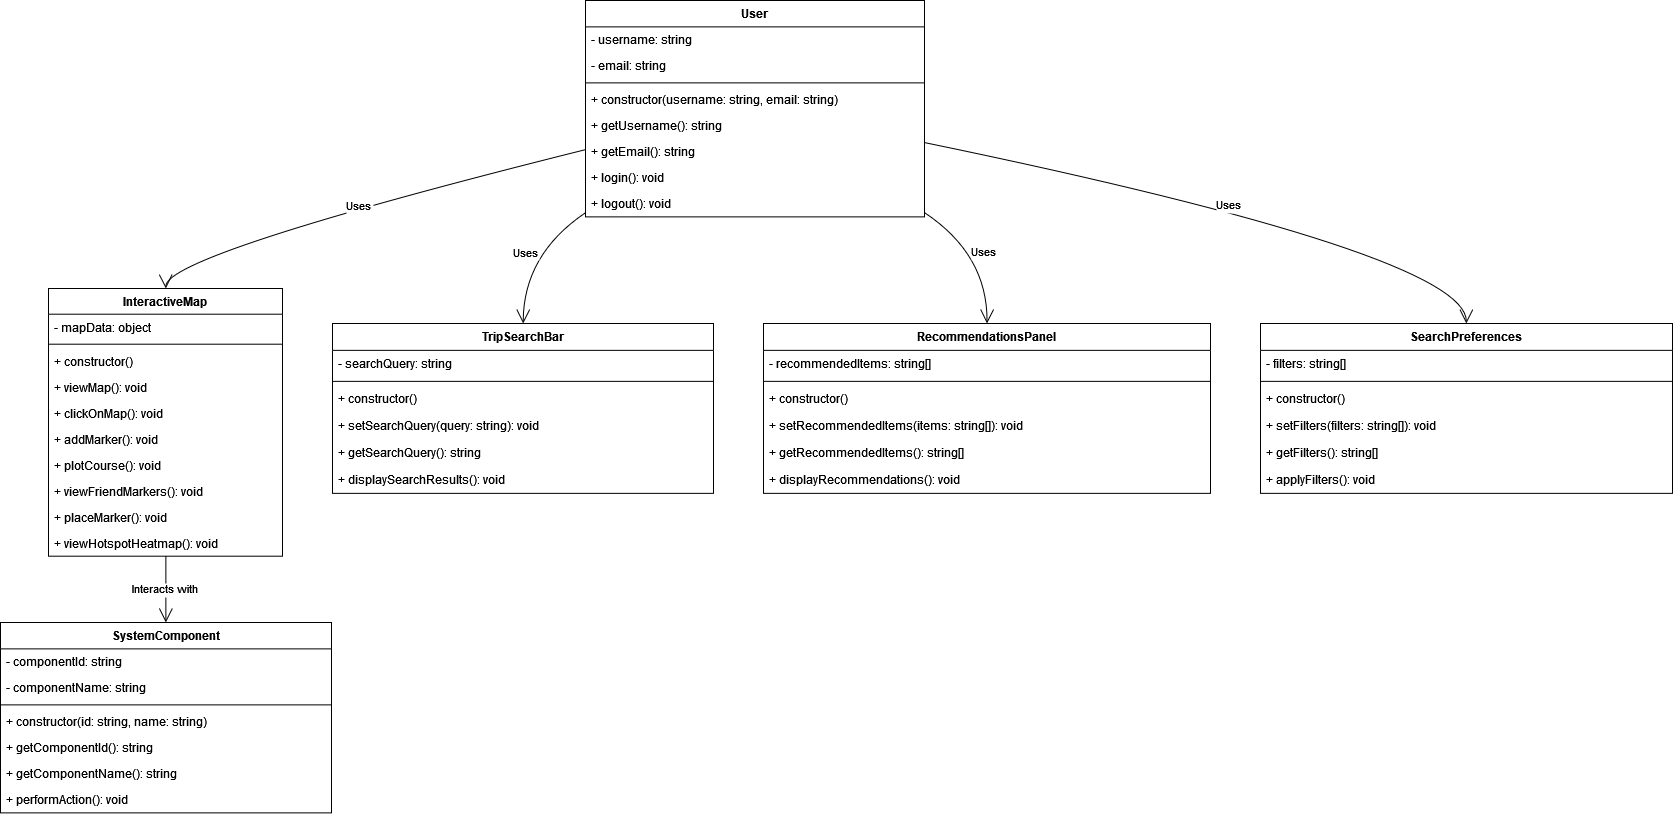 User
- username: string
- email: string
+ constructor(username: string, email: string)
+ getUsername(): string
+ getEmail(): string
+ login(): void
+ logout(): void
Uses
Uses
Uses
Uses
InteractiveMap
- mapData: object
+ constructor()
+ viewMap(): void
+ clickOnMap(): void
+ addMarker(): void
+ plotCourse(): void
+ viewFriendMarkers(): void
+ placeMarker(): void
+ viewHotspotHeatmap(): void
TripSearchBar
- searchQuery: string
+ constructor()
+ setSearchQuery(query: string): void
+ getSearchQuery(): string
+ displaySearchResults(): void
RecommendationsPanel
- recommendedItems: string[]
+ constructor()
+ setRecommendedItems(items: string[]): void
+ getRecommendedItems(): string[]
+ displayRecommendations(): void
SearchPreferences
- filters: string[]
+ constructor()
+ setFilters(filters: string[]): void
+ getFilters(): string[]
+ applyFilters(): void
Interacts with
SystemComponent
- componentId: string
- componentName: string
+ constructor(id: string, name: string)
+ getComponentId(): string
+ getComponentName(): string
+ performAction(): void